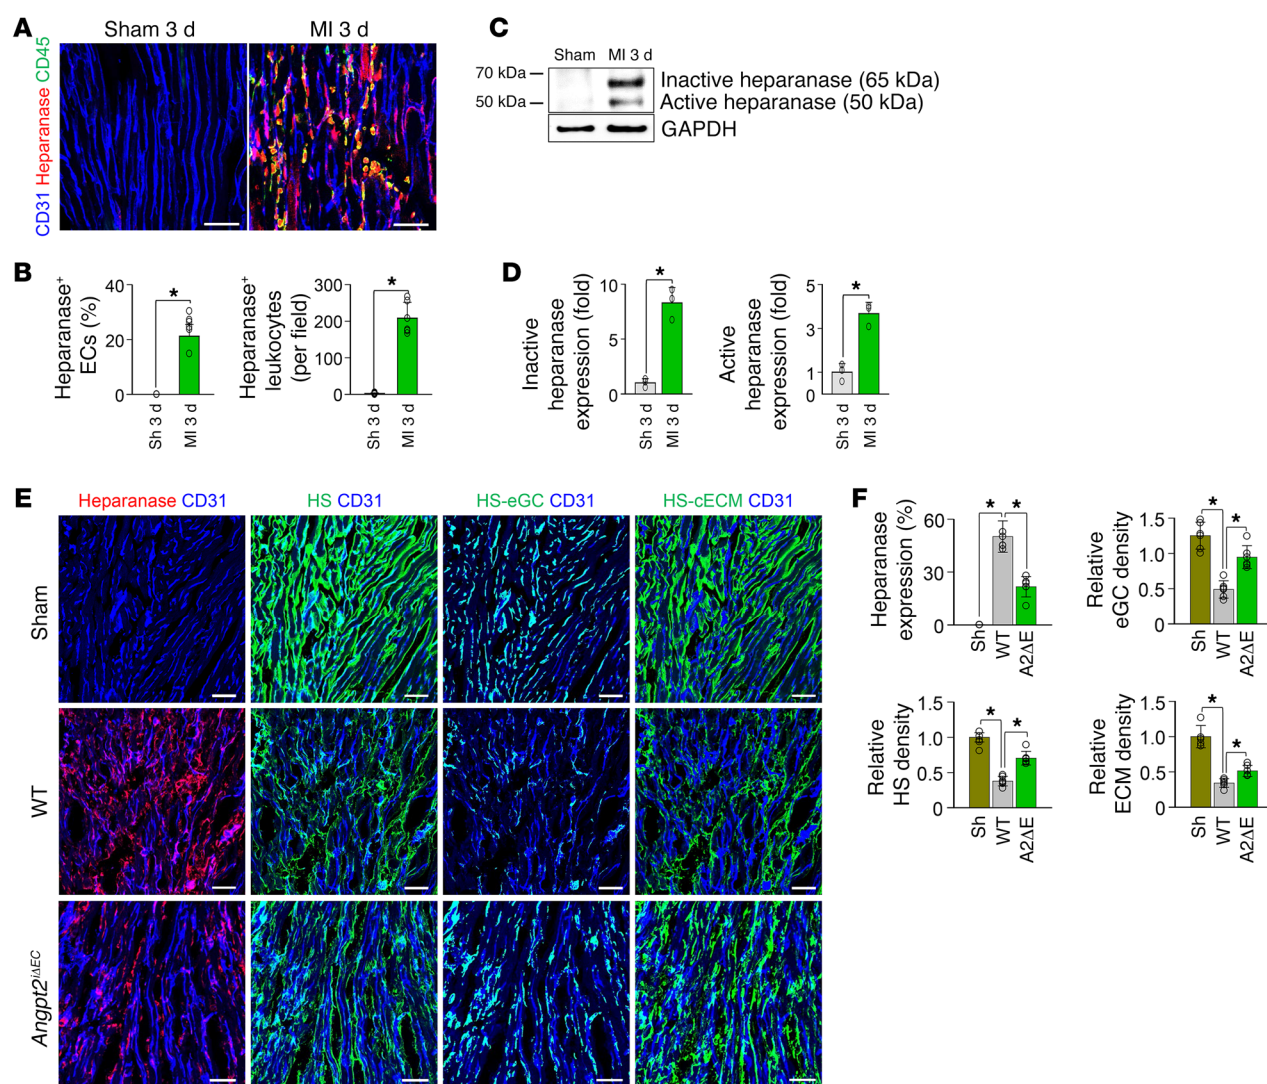 A
Sham 3 d
MI 3 d
CD31 Heparanase CD45
C
Sham
MI 3 d
70 kDa
50 kDa
Inactive heparanase (65 kDa)
Active heparanase (50 kDa)
GAPDH
B
Heparanase⁺
ECs (%)
40
20
0
*
Sh 3 d
MI 3 d
Heparanase⁺
leukocytes
(per field)
300
200
100
0
*
Sh 3 d
MI 3 d
D
Inactive
heparanase
expression (fold)
10
5
0
*
Sh 3 d
MI 3 d
Active
heparanase
expression (fold)
5
3
1
0
*
Sh 3 d
MI 3 d
E
Heparanase CD31
HS CD31
HS-eGC CD31
HS-cECM CD31
Sham
WT
Angpt2iΔEC
F
Heparanase
expression (%)
60
30
0
* *
Sh
WT
A2ΔE
Relative
eGC density
1.5
1.0
0.5
0
*
*
Sh
WT
A2ΔE
Relative
HS density
1.5
1.0
0.5
0
*
*
Sh
WT
A2ΔE
Relative
ECM density
1.5
1.0
0.5
0
*
*
Sh
WT
A2ΔE